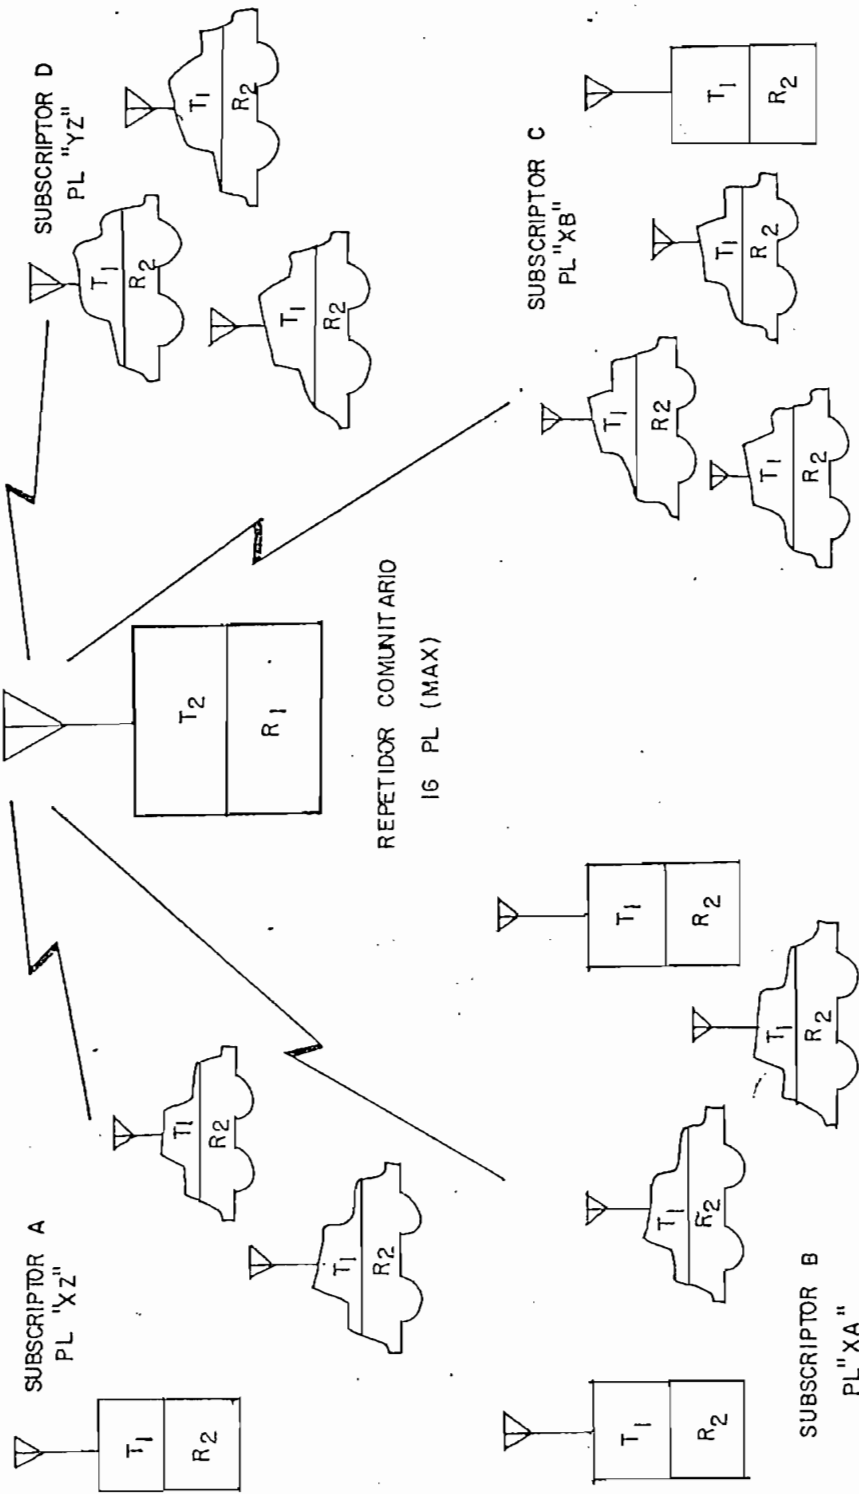 SUBSCRIPTOR A
PL "XZ"
T1
R2
T1
R2
T1
R2
SUBSCRIPTOR D
PL "YZ"
T1
R2
T1
R2
T1
R2
T2
R1
REPETIDOR COMUNITARIO
16 PL (MAX)
T1
R2
T1
R2
T1
R2
T1
R2
SUBSCRIPTOR B
PL "XA"
SUBSCRIPTOR C
PL "XB"
T1
R2
T1
R2
T1
R2
T1
R2